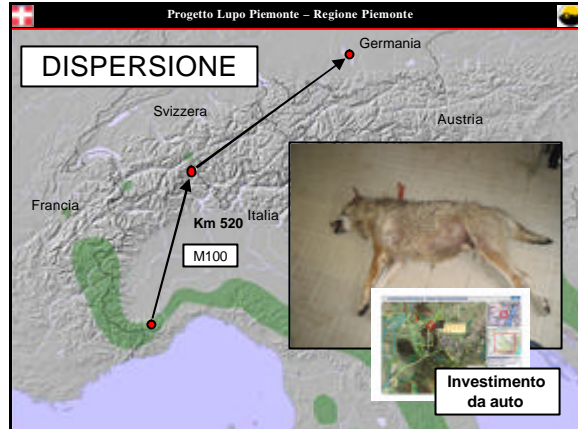 Progetto Lupo Piemonte – Regione Piemonte
DISPERSIONE
Germania
Svizzera
Austria
Francia
Km 520
Italia
M100
Investimento
da auto